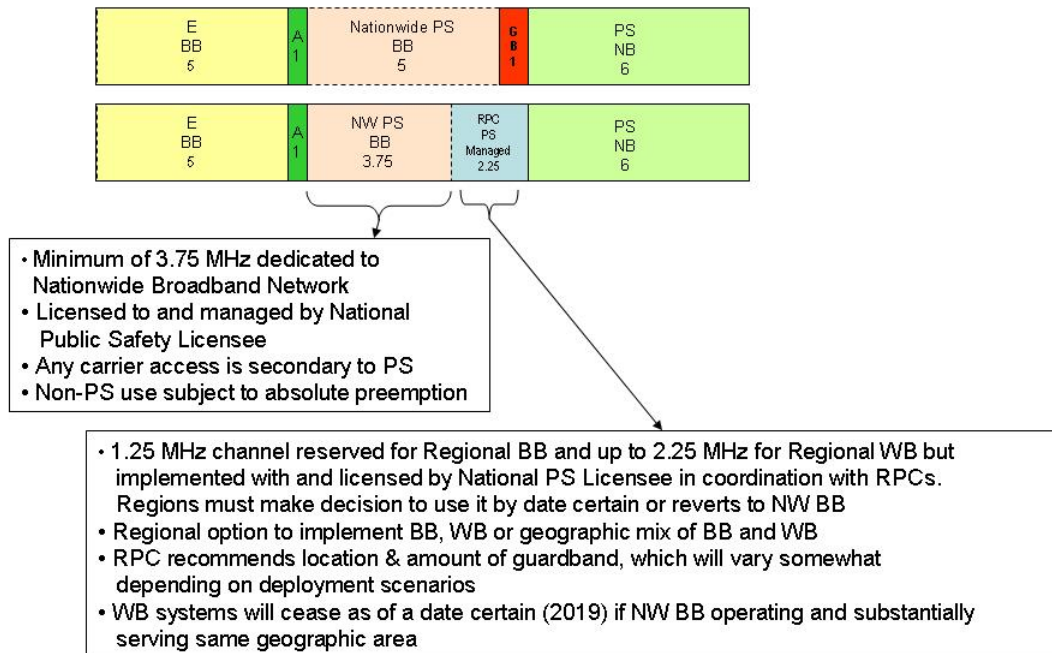 E
BB
5
A
1
Nationwide PS
BB
5
G
B
1
PS
NB
6
E
BB
5
A
1
NW PS
BB
3.75
RPC
PS
Managed
2.25
PS
NB
6
• Minimum of 3.75 MHz dedicated to
Nationwide Broadband Network
• Licensed to and managed by National
Public Safety Licensee
• Any carrier access is secondary to PS
• Non-PS use subject to absolute preemption
• 1.25 MHz channel reserved for Regional BB and up to 2.25 MHz for Regional WB but
implemented with and licensed by National PS Licensee in coordination with RPCs.
Regions must make decision to use it by date certain or reverts to NW BB
• Regional option to implement BB, WB or geographic mix of BB and WB
• RPC recommends location & amount of guardband, which will vary somewhat
depending on deployment scenarios
• WB systems will cease as of a date certain (2019) if NW BB operating and substantially
serving same geographic area